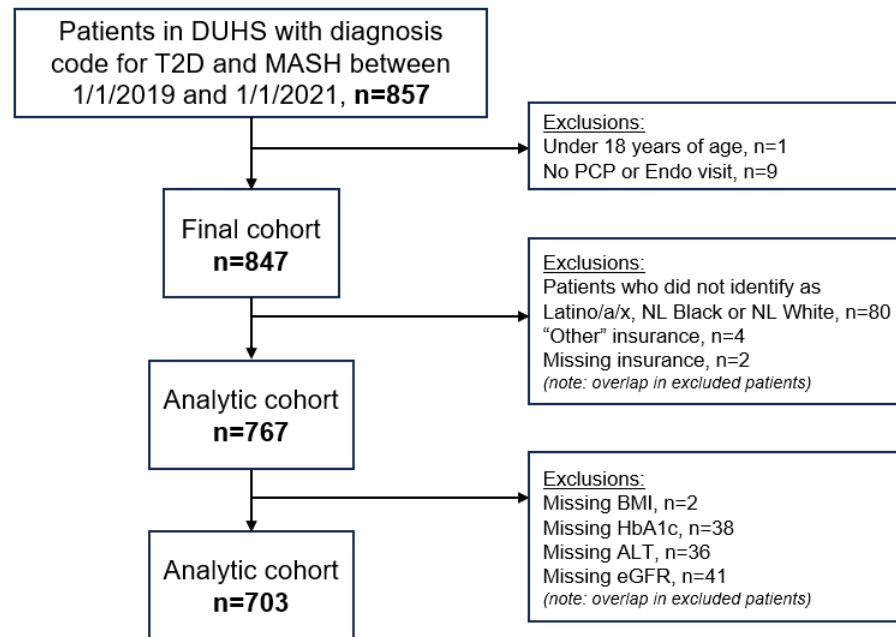 Patients in DUHS with diagnosis
code for T2D and MASH between
1/1/2019 and 1/1/2021, n=857
Exclusions:
Under 18 years of age, n=1
No PCP or Endo visit, n=9
Final cohort
n=847
Exclusions:
Patients who did not identify as
Latino/a/x, NL Black or NL White, n=80
“Other” insurance, n=4
Missing insurance, n=2
(note: overlap in excluded patients)
Analytic cohort
n=767
Exclusions:
Missing BMI, n=2
Missing HbA1c, n=38
Missing ALT, n=36
Missing eGFR, n=41
(note: overlap in excluded patients)
Analytic cohort
n=703